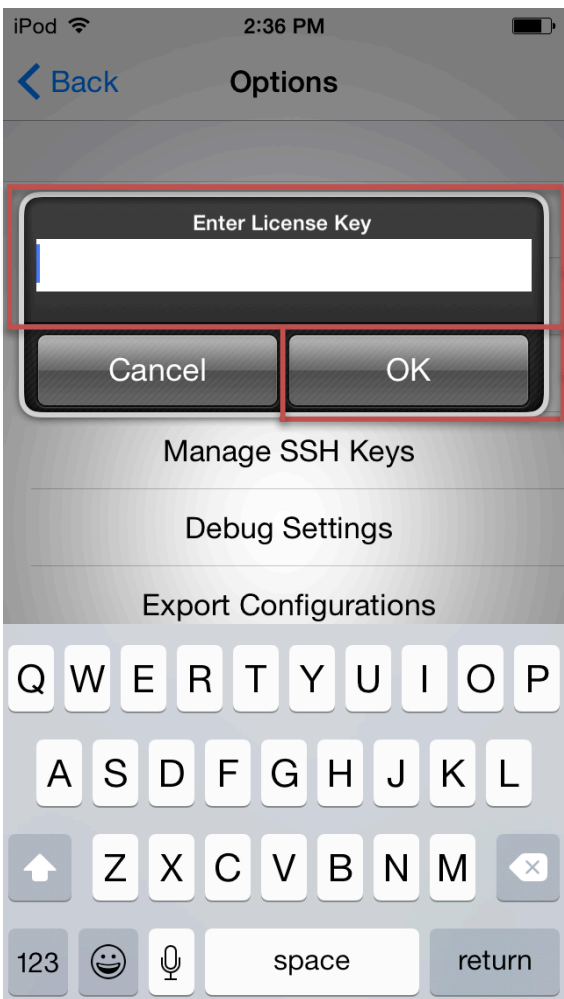 iPod 2:36 PM
Back Options
Enter License Key
Cancel OK
Manage SSH Keys
Debug Settings
Export Configurations
Q W E R T Y U I O P
A S D F G H J K L
Z X C V B N M
123 space return